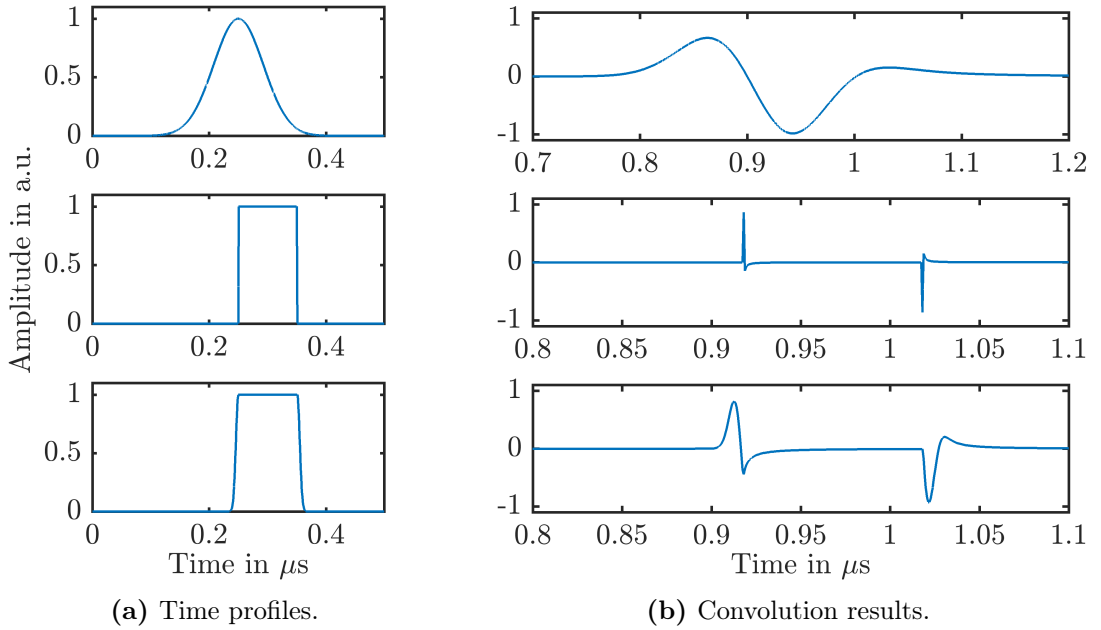 Amplitude in a.u.
1
0.5
0
0 0.2 0.4
1
0.5
0
0 0.2 0.4
1
0.5
0
0 0.2 0.4
Time in μs
(a) Time profiles.
1
0
-1
0.7 0.8 0.9 1 1.1 1.2
1
0
-1
0.8 0.85 0.9 0.95 1 1.05 1.1
1
0
-1
0.8 0.85 0.9 0.95 1 1.05 1.1
Time in μs
(b) Convolution results.